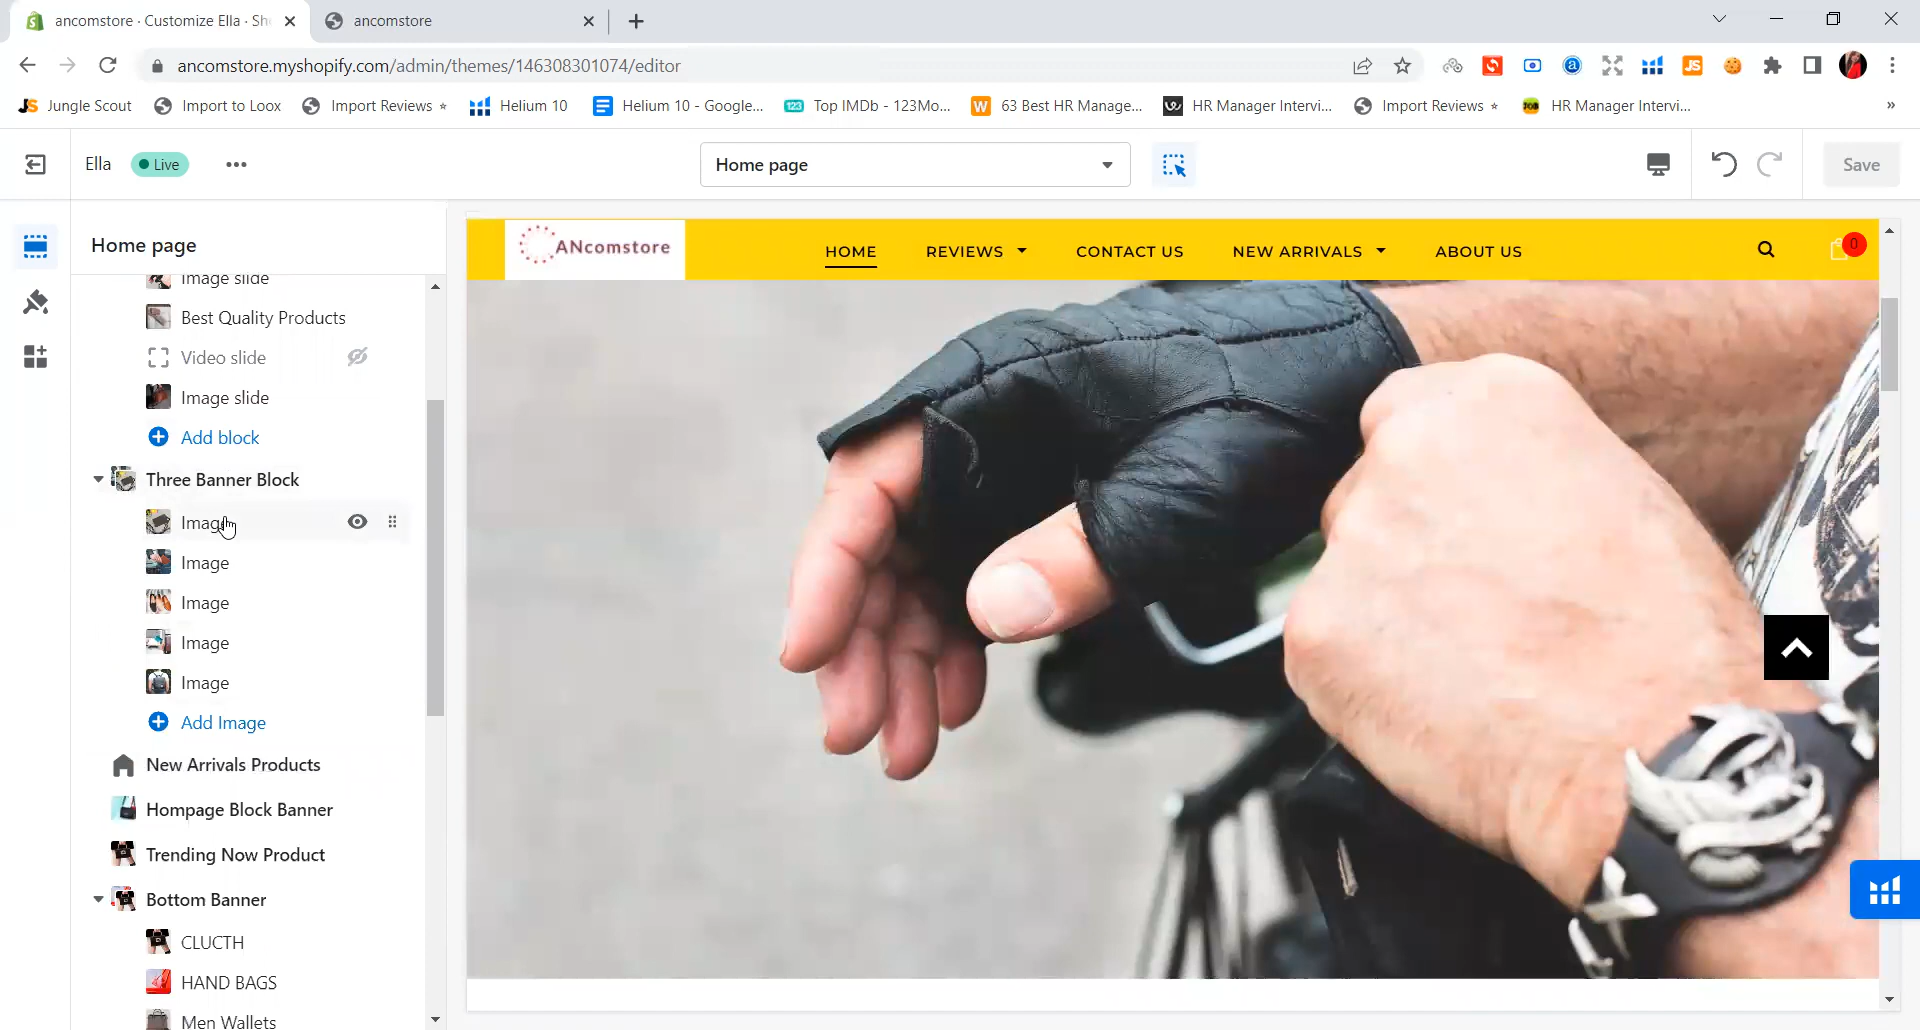 ancomstore · Customize Ella · Sh
ancomstore
ancomstore.myshopify.com/admin/themes/146308301074/editor
Jungle Scout
Import to Loox
Import Reviews
Helium 10
Helium 10 - Google...
Top IMDb - 123Mo...
63 Best HR Manage...
HR Manager Intervi...
Import Reviews
HR Manager Intervi...
»
Ella
Live
Home page
Save
Home page
ANcomstore
HOME
REVIEWS
CONTACT US
NEW ARRIVALS
ABOUT US
0
Image slide
Best Quality Products
Video slide
Image slide
Add block
Three Banner Block
Image
Image
Image
Image
Image
Add Image
New Arrivals Products
Hompage Block Banner
Trending Now Product
Bottom Banner
CLUCTH
HAND BAGS
Men Wallets